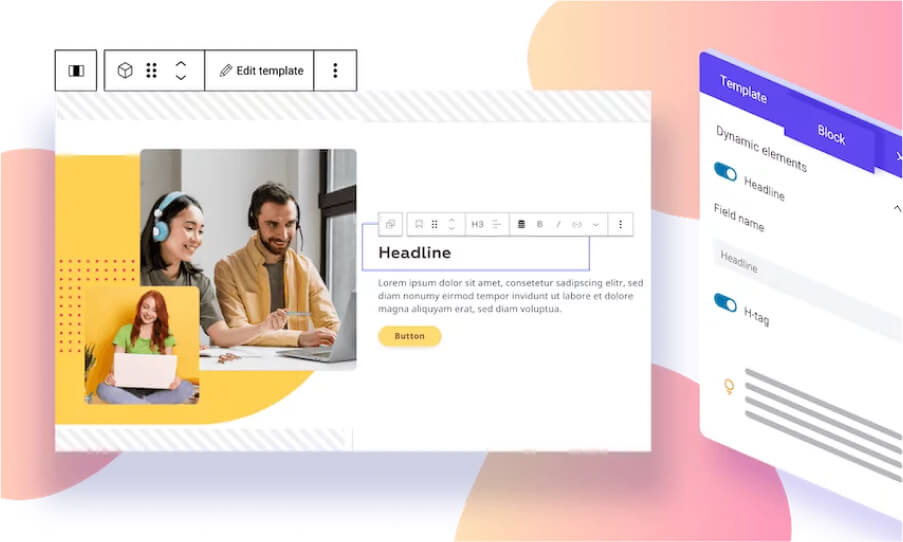 Edit template
H3
B
I
Headline
Lorem ipsum dolor sit amet, consetetur sadipscing elitr, sed
diam nonumy eirmod tempor invidunt ut labore et dolore
magna aliquyam erat, sed diam voluptua.
Button
Template
Block
Dynamic elements
Headline
Field name
Headline
H-tag